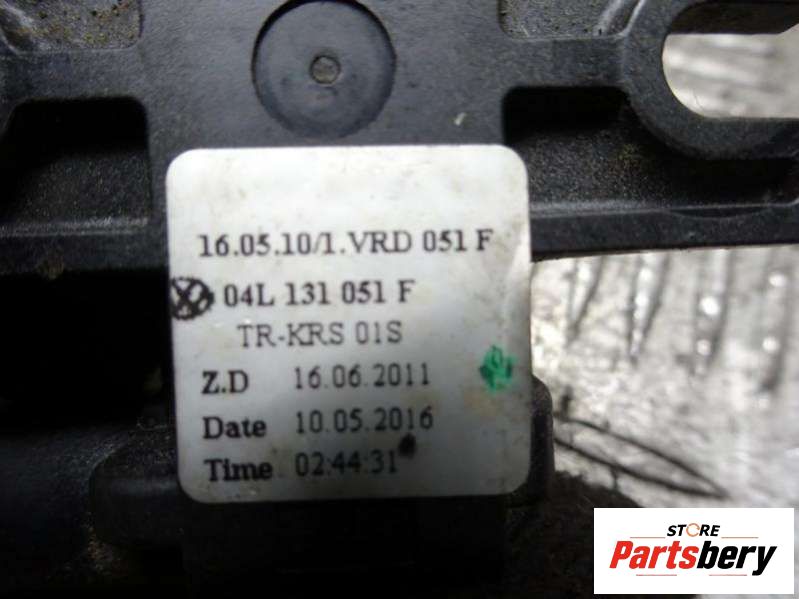 16.05.10/1.VRD 051 F
04L 131 051 F
TR-KRS 01S
Z.D 16.06.2011
Date 10.05.2016
Time 02:44:31
STORE
Partsbery